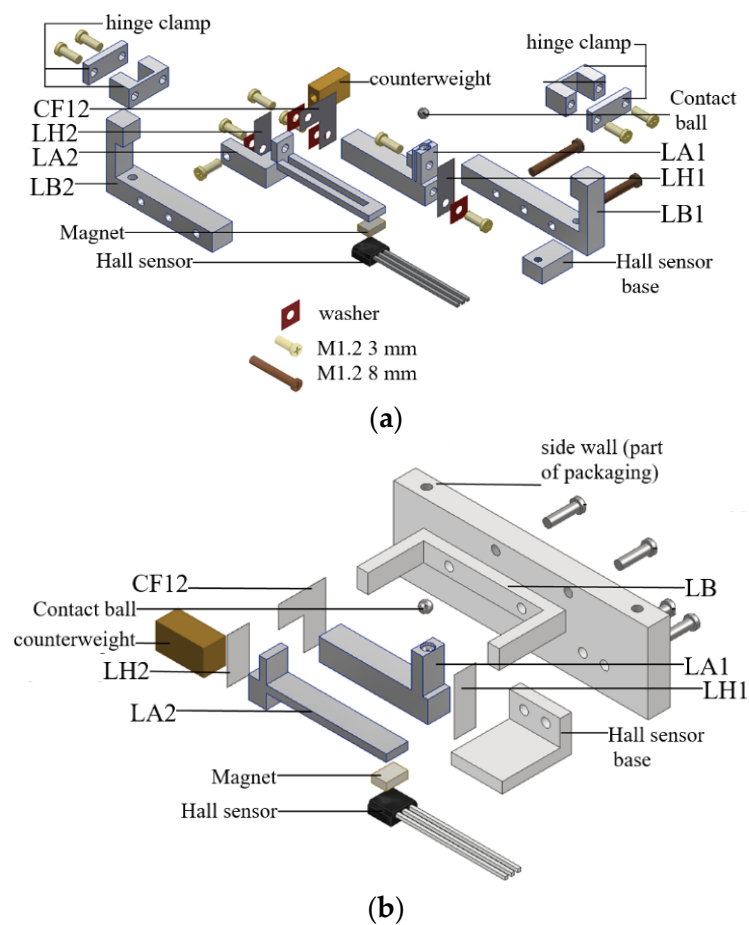 hinge clamp
hinge clamp
counterweight
CF12
Contact
ball
LH2
LA2
LA1
LB2
LH1
LB1
Magnet
Hall sensor
Hall sensor
base
washer
M1.2 3 mm
M1.2 8 mm
(a)
side wall (part
of packaging)
CF12
LB
Contact ball
counterweight
LA1
LH2
LH1
LA2
Hall sensor
base
Magnet
Hall sensor
(b)